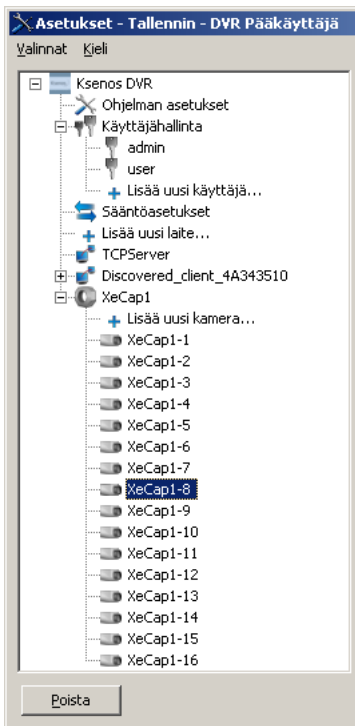 Asetukset - Tallennin - DVR Pääkäyttäjä
Valinnat Kieli
Ksenos DVR
Ohjelman asetukset
Käyttäjähallinta
admin
user
Lisää uusi käyttäjä...
Sääntöasetukset
Lisää uusi laite...
TCPServer
Discovered_client_4A343510
XeCap1
Lisää uusi kamera...
XeCap1-1
XeCap1-2
XeCap1-3
XeCap1-4
XeCap1-5
XeCap1-6
XeCap1-7
XeCap1-8
XeCap1-9
XeCap1-10
XeCap1-11
XeCap1-12
XeCap1-13
XeCap1-14
XeCap1-15
XeCap1-16
Poista